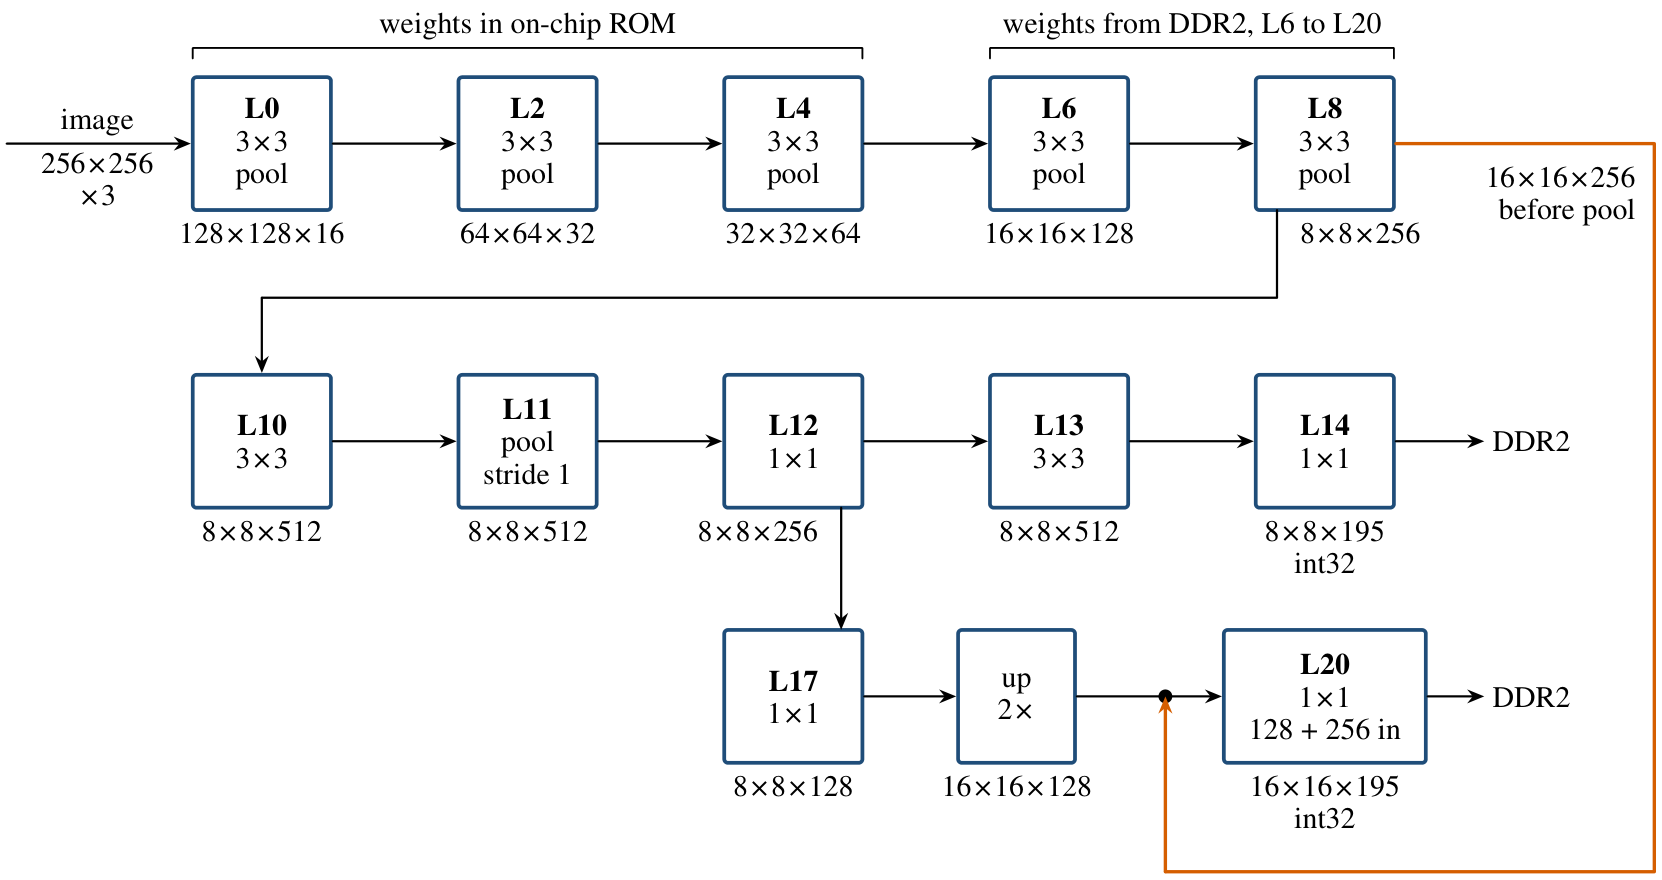 weights in on-chip ROM
weights from DDR2, L6 to L20
image
256×256
×3
L0
3×3
pool
128×128×16
L2
3×3
pool
64×64×32
L4
3×3
pool
32×32×64
L6
3×3
pool
16×16×128
L8
3×3
pool
8×8×256
16×16×256
before pool
L10
3×3
8×8×512
L11
pool
stride 1
8×8×512
L12
1×1
8×8×256
L13
3×3
8×8×512
L14
1×1
8×8×195
int32
DDR2
L17
1×1
8×8×128
up
2×
16×16×128
L20
1×1
128 + 256 in
16×16×195
int32
DDR2